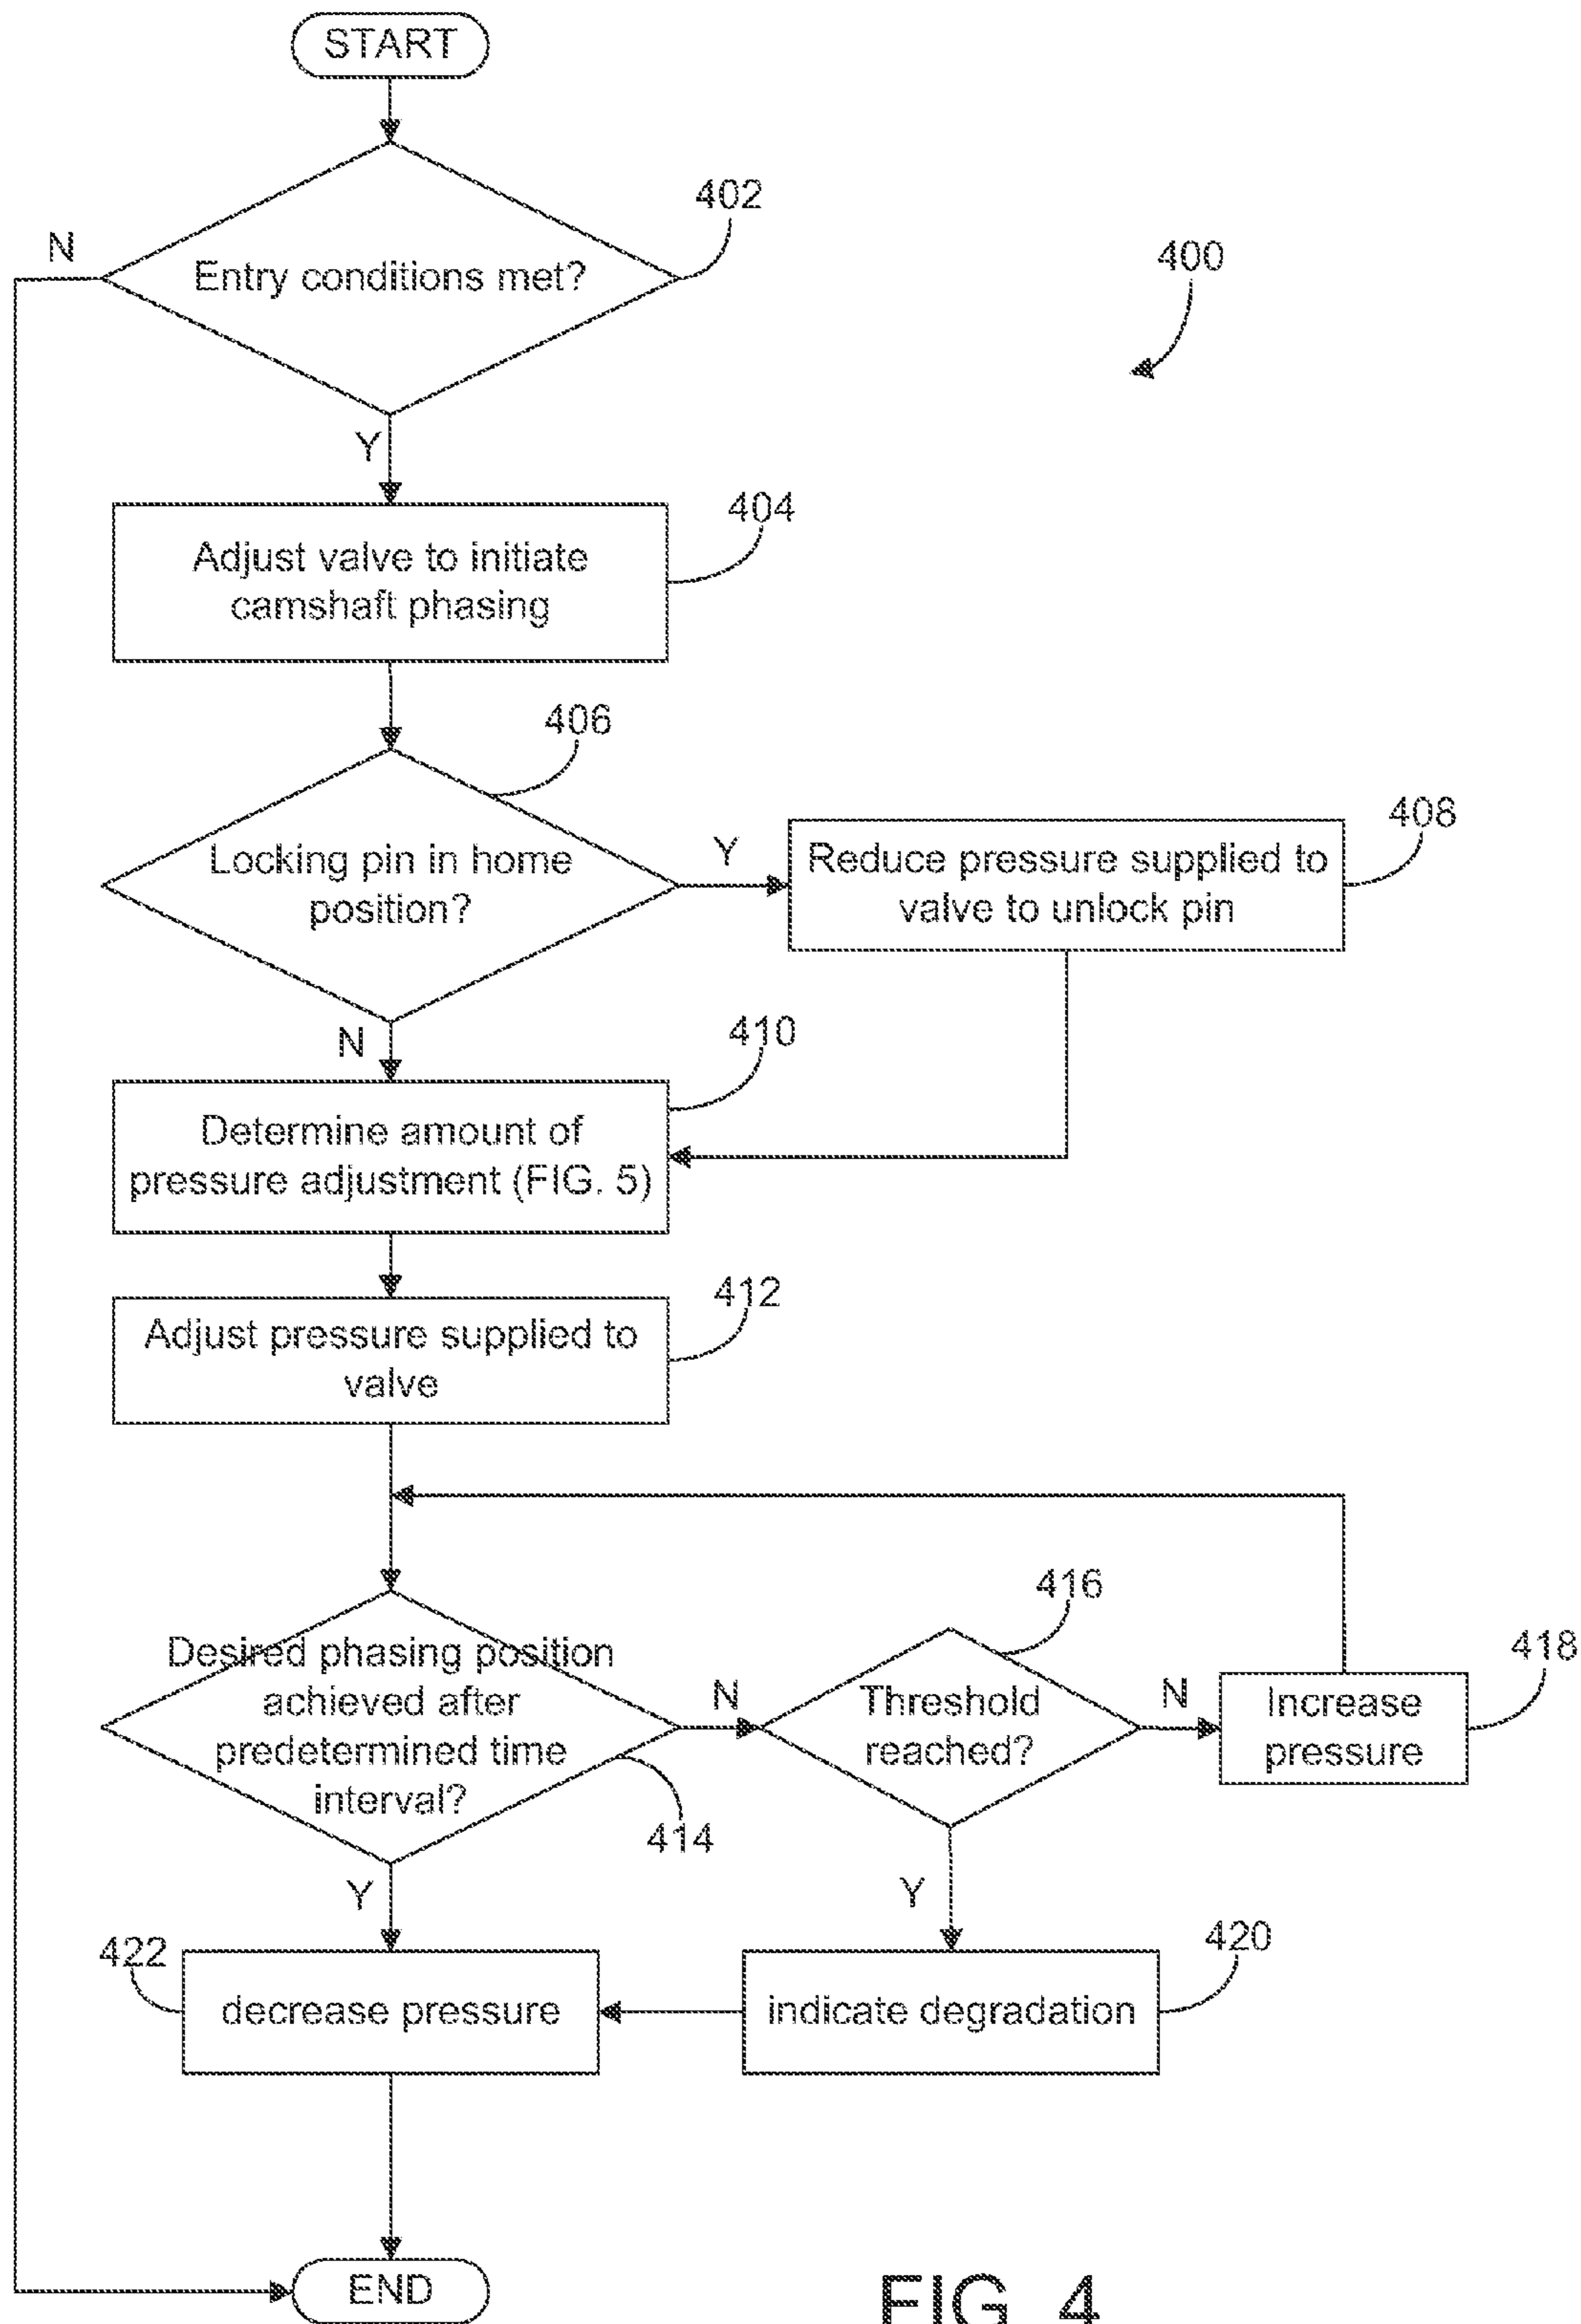 START
402
N
Entry conditions met?
400
Y
404
Adjust valve to initiate
camshaft phasing
406
Locking pin in home
position?
Y
408
Reduce pressure supplied to
valve to unlock pin
N
410
Determine amount of
pressure adjustment (FIG. 5)
412
Adjust pressure supplied to
valve
Desired phasing position
achieved after
predetermined time
interval?
414
N
416
Threshold
reached?
N
418
Increase
pressure
Y
Y
422
decrease pressure
420
indicate degradation
END
FIG. 4